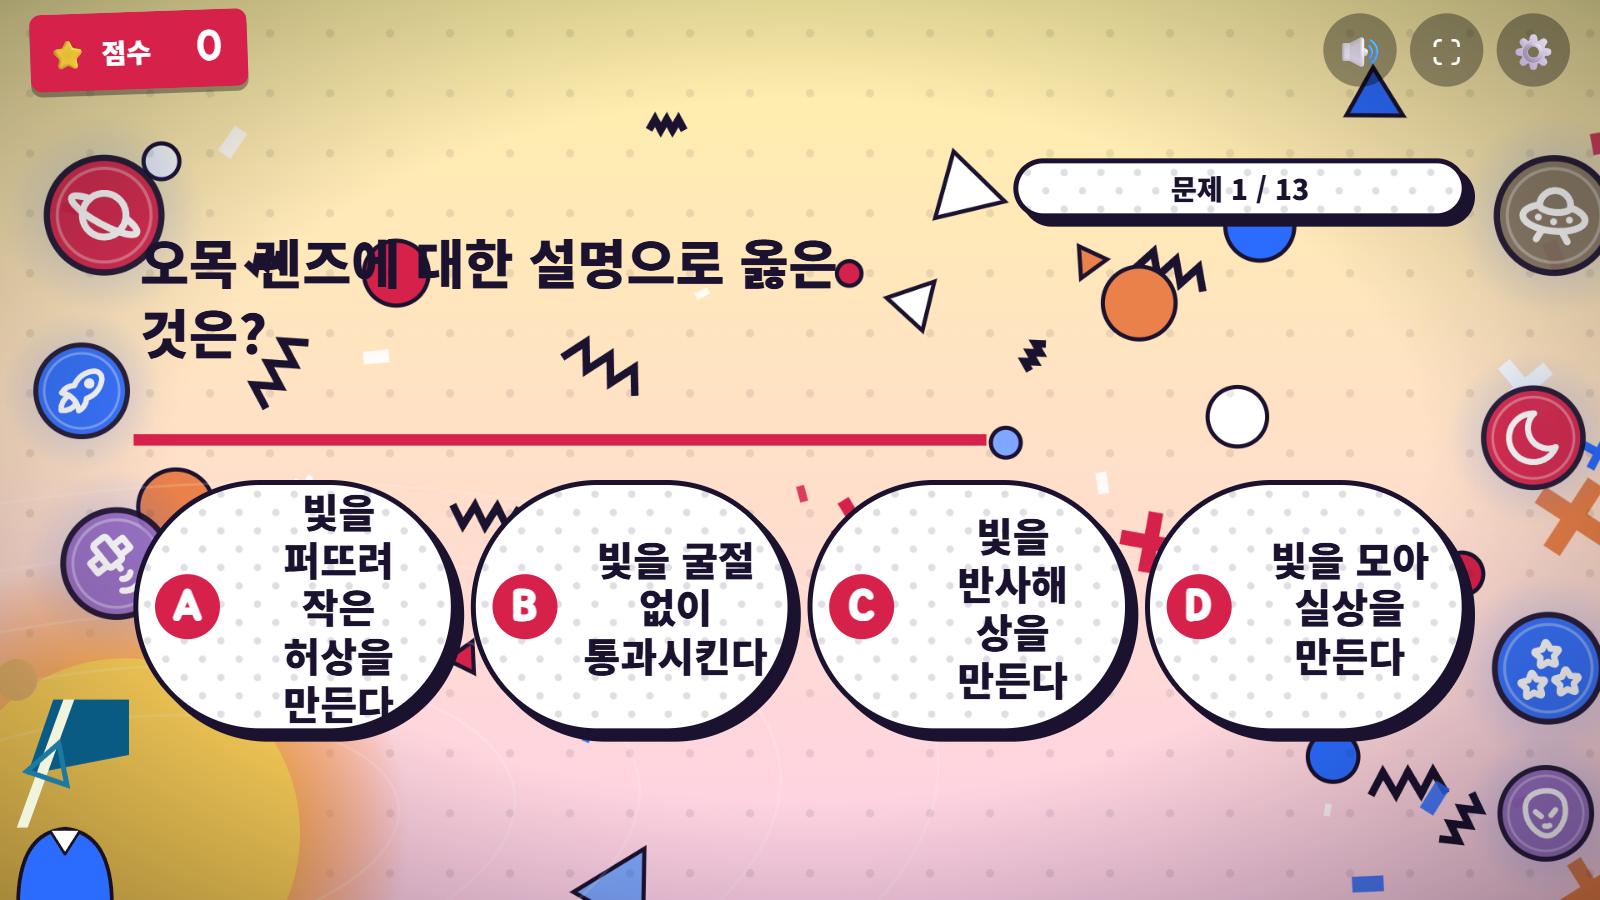 점수 0
문제 1 / 13
오목 렌즈에 대한 설명으로 옳은
것은?
A
빛을
퍼뜨려
작은
허상을
만든다
B
빛을 굴절
없이
통과시킨다
C
빛을
반사해
상을
만든다
D
빛을 모아
실상을
만든다